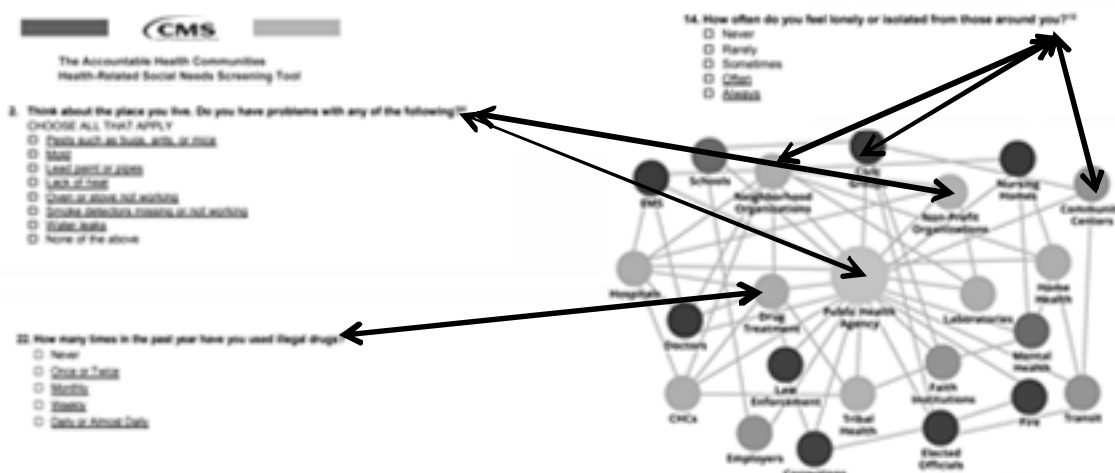 CMS
The Accountable Health Communities
Health-Related Social Needs Screening Tool
2. Think about the place you live. Do you have problems with any of the following?
CHOOSE ALL THAT APPLY
Pests such as bugs, ants, or mice
Mold
Lead paint or pipes
Lack of heat
Oven or stove not working
Smoke detectors missing or not working
Water leaks
None of the above
22. How many times in the past year have you used illegal drugs?
Never
Once or Twice
Monthly
Weekly
Daily or Almost Daily
14. How often do you feel lonely or isolated from those around you?
Never
Rarely
Sometimes
Often
Always
EMS
Schools
Neighborhood
Organizations
Civic
Non-Profit
Organizations
Nursing
Homes
Community
Centers
Hospitals
Drug
Treatment
Public Health
Agency
Laboratories
Home
Health
Doctors
Mental
Health
Law
Enforcement
Faith
Institutions
CHCs
Tribal
Health
Fire
Transit
Employers
Elected
Officials